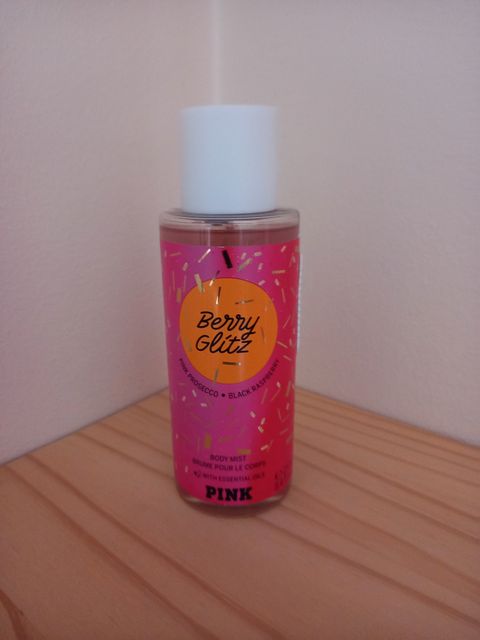 Berry
Glitz
PINK PROSECCO • BLACK RASPBERRY
BODY MIST
BRUME POUR LE CORPS
WITH ESSENTIAL OILS
PINK